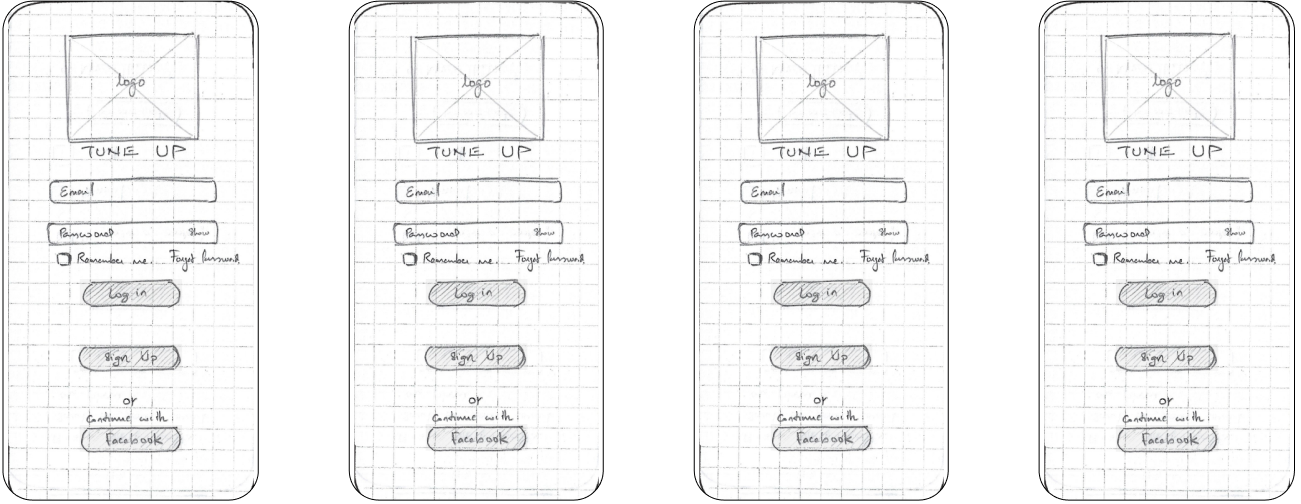 logo
TUNE UP
Email
Password Show
Remember me. Forgot Password
Log in
Sign Up
or
Continue with
Facebook
logo
TUNE UP
Email
Password Show
Remember me. Forgot Password
Log in
Sign Up
or
Continue with
Facebook
logo
TUNE UP
Email
Password Show
Remember me. Forgot Password
Log in
Sign Up
or
Continue with
Facebook
logo
TUNE UP
Email
Password Show
Remember me. Forgot Password
Log in
Sign Up
or
Continue with
Facebook